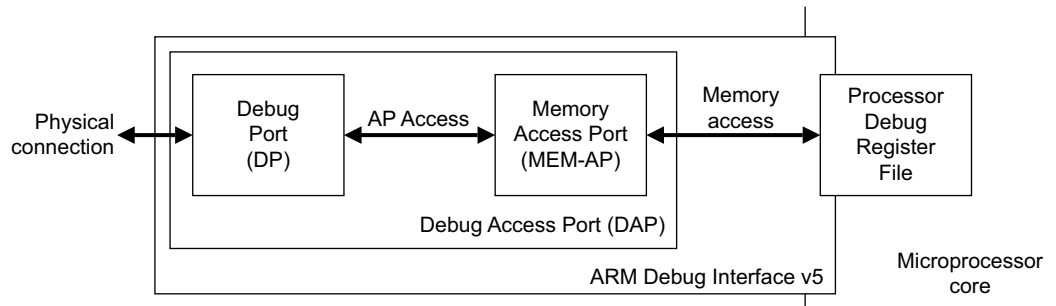 Physical
connection
Debug
Port
(DP)
AP Access
Memory
Access Port
(MEM-AP)
Memory
access
Processor
Debug
Register
File
Debug Access Port (DAP)
ARM Debug Interface v5
Microprocessor
core